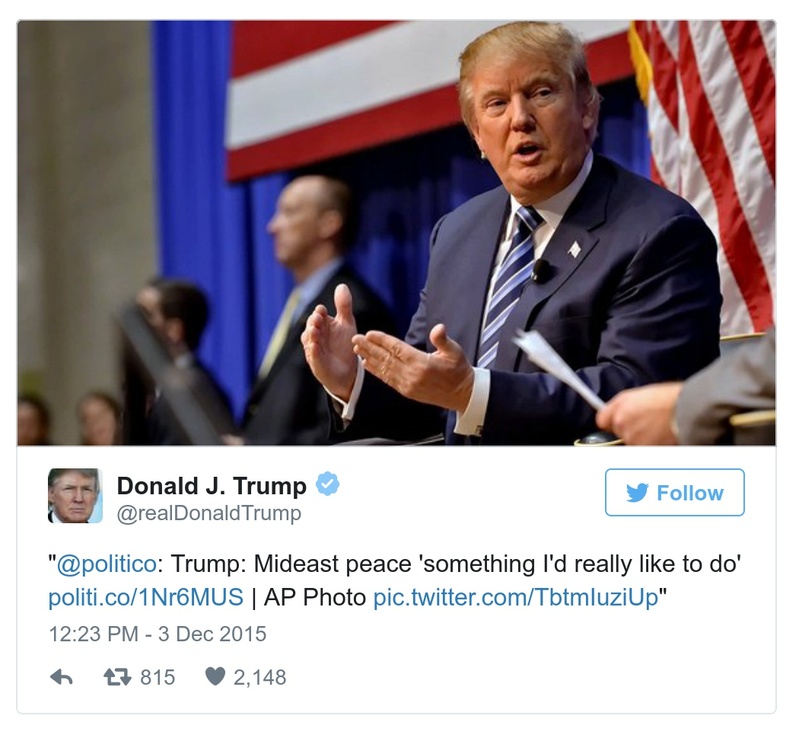 Donald J. Trump
Follow
@realDonaldTrump
"@politico: Trump: Mideast peace 'something I'd really like to do'
politi.co/1Nr6MUS | AP Photo pic.twitter.com/TbtmIuziUp"
12:23 PM - 3 Dec 2015
815 2,148